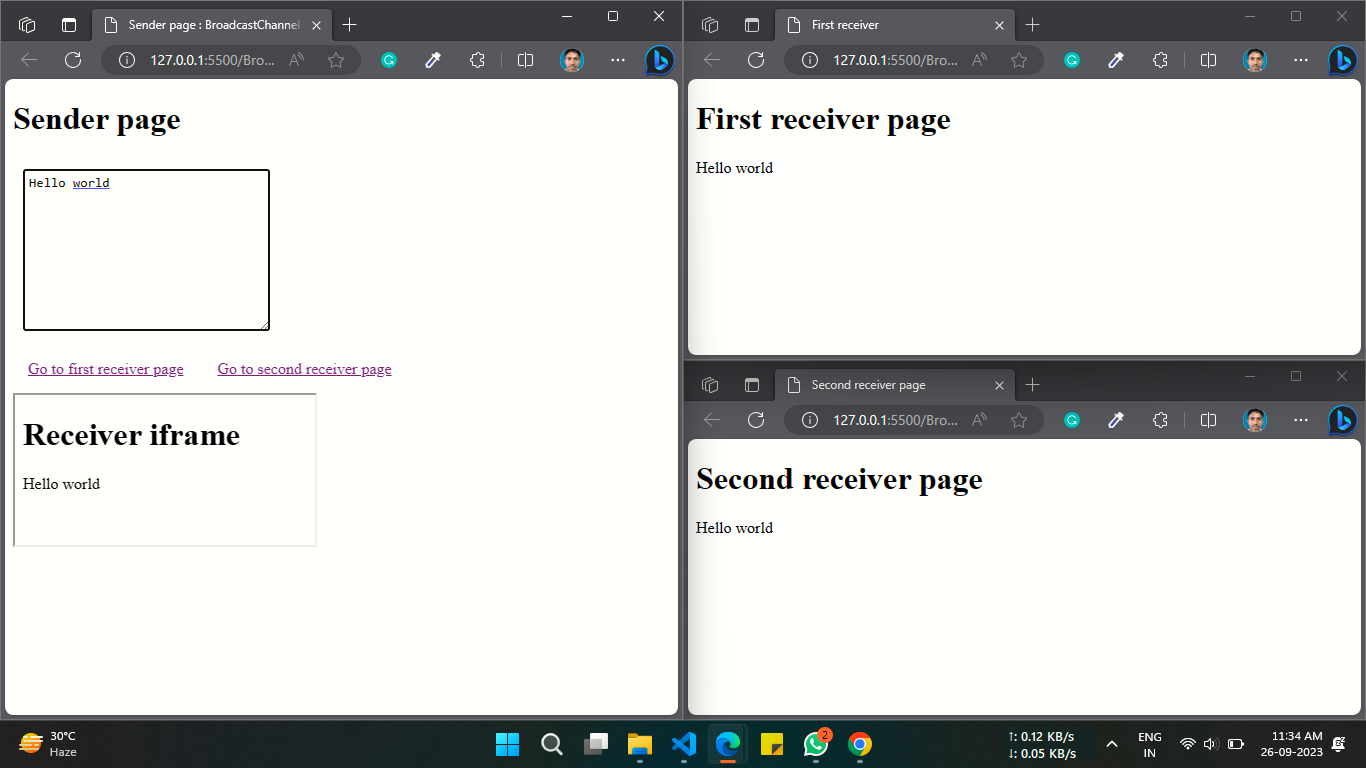 Sender page : BroadcastChannel
127.0.0.1:5500/Bro...
Sender page
Hello world
Go to first receiver page Go to second receiver page
Receiver iframe
Hello world
First receiver
127.0.0.1:5500/Bro...
First receiver page
Hello world
Second receiver page
127.0.0.1:5500/Bro...
Second receiver page
Hello world
30°C
Haze
2
↑: 0.12 KB/s
↓: 0.05 KB/s
ENG
IN
11:34 AM
26-09-2023